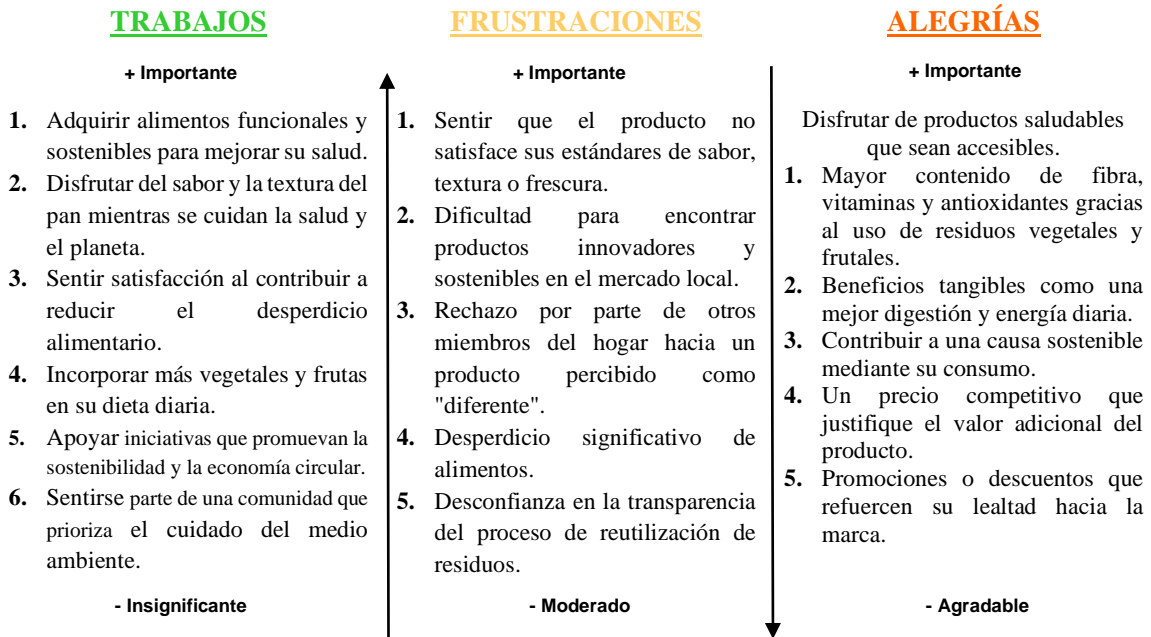 TRABAJOS
+ Importante
1. Adquirir alimentos funcionales y
sostenibles para mejorar su salud.
2. Disfrutar del sabor y la textura del
pan mientras se cuidan la salud y
el planeta.
3. Sentir satisfacción al contribuir a
reducir el desperdicio
alimentario.
4. Incorporar más vegetales y frutas
en su dieta diaria.
5. Apoyar iniciativas que promuevan la
sostenibilidad y la economía circular.
6. Sentirse parte de una comunidad que
prioriza el cuidado del medio
ambiente.
- Insignificante
FRUSTRACIONES
+ Importante
1. Sentir que el producto no
satisface sus estándares de sabor,
textura o frescura.
2. Dificultad para encontrar
productos innovadores y
sostenibles en el mercado local.
3. Rechazo por parte de otros
miembros del hogar hacia un
producto percibido como
"diferente".
4. Desperdicio significativo de
alimentos.
5. Desconfianza en la transparencia
del proceso de reutilización de
residuos.
- Moderado
ALEGRÍAS
+ Importante
Disfrutar de productos saludables
que sean accesibles.
1. Mayor contenido de fibra,
vitaminas y antioxidantes gracias
al uso de residuos vegetales y
frutales.
2. Beneficios tangibles como una
mejor digestión y energía diaria.
3. Contribuir a una causa sostenible
mediante su consumo.
4. Un precio competitivo que
justifique el valor adicional del
producto.
5. Promociones o descuentos que
refuercen su lealtad hacia la
marca.
- Agradable